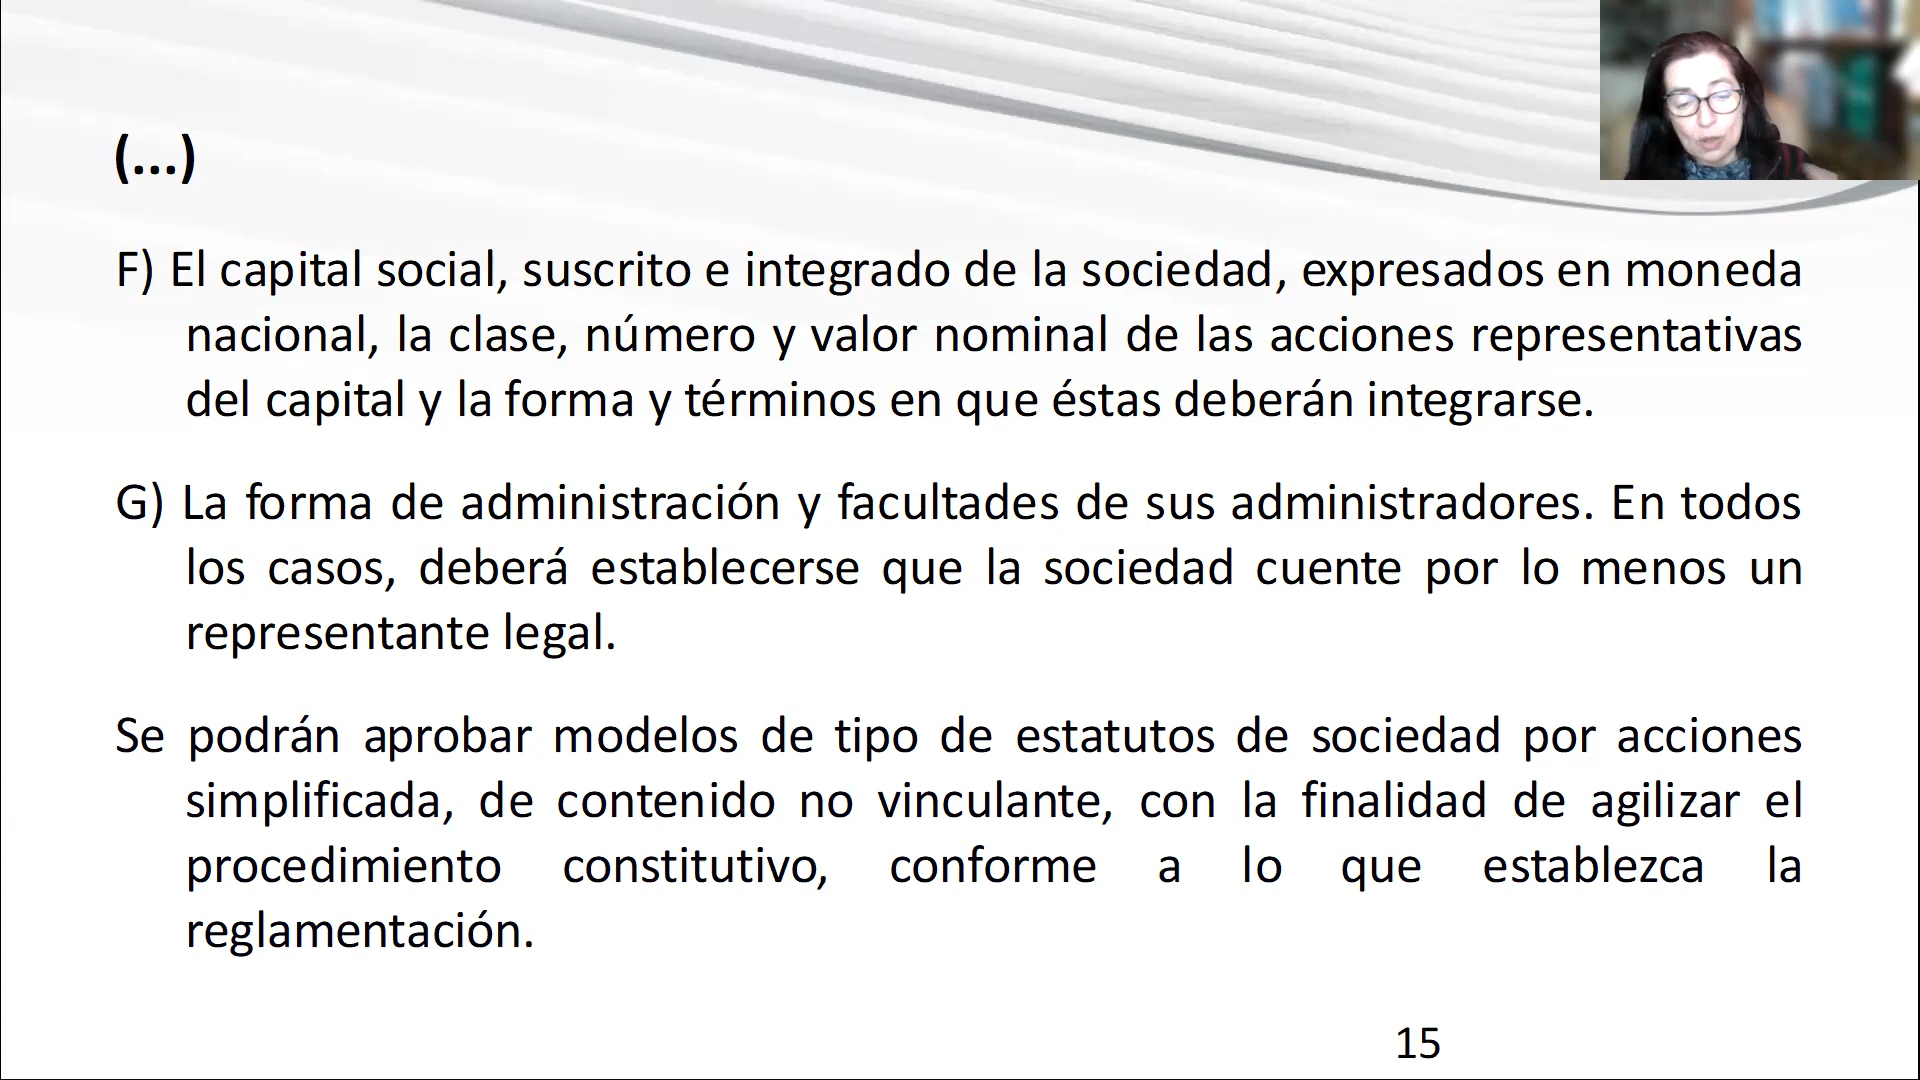 (...)
F) El capital social, suscrito e integrado de la sociedad, expresados en moneda
nacional, la clase, número y valor nominal de las acciones representativas
del capital y la forma y términos en que éstas deberán integrarse.
G) La forma de administración y facultades de sus administradores. En todos
los casos, deberá establecerse que la sociedad cuente por lo menos un
representante legal.
Se podrán aprobar modelos de tipo de estatutos de sociedad por acciones
simplificada, de contenido no vinculante, con la finalidad de agilizar el
procedimiento constitutivo, conforme a lo que establezca la
reglamentación.
15